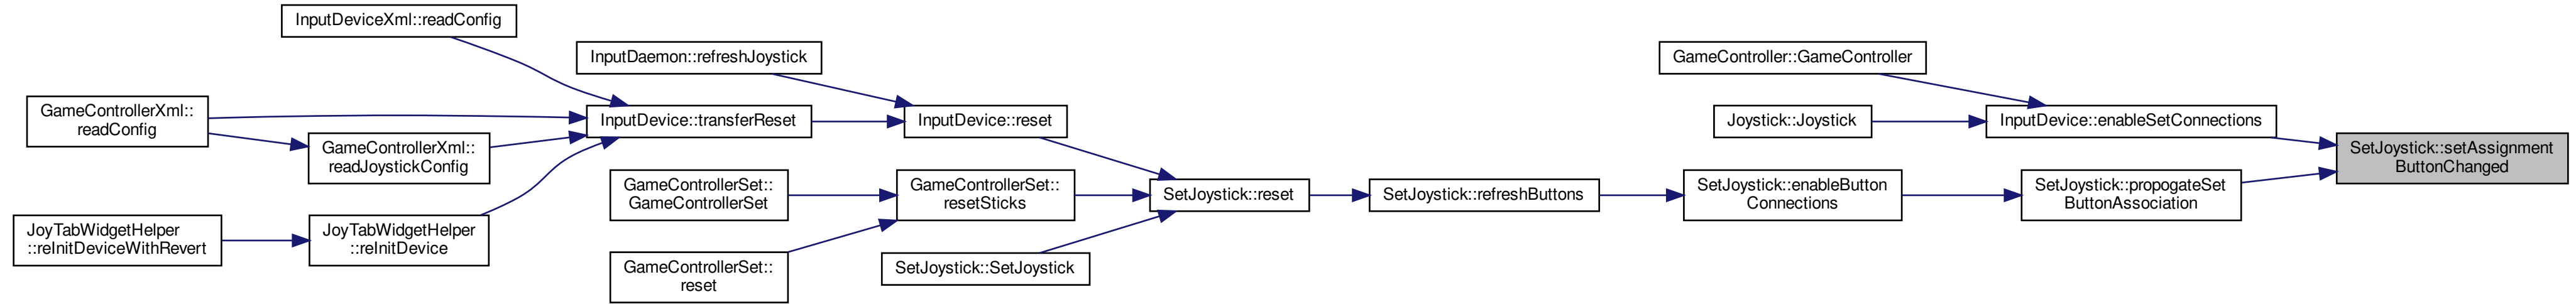 InputDeviceXml::readConfig
InputDaemon::refreshJoystick
GameController::GameController
GameControllerXml::
readConfig
InputDevice::transferReset
InputDevice::reset
Joystick::Joystick
InputDevice::enableSetConnections
GameControllerXml::
readJoystickConfig
SetJoystick::setAssignment
ButtonChanged
GameControllerSet::
GameControllerSet
GameControllerSet::
resetSticks
SetJoystick::reset
SetJoystick::refreshButtons
SetJoystick::enableButton
Connections
SetJoystick::propogateSet
ButtonAssociation
JoyTabWidgetHelper
::reInitDeviceWithRevert
JoyTabWidgetHelper
::reInitDevice
GameControllerSet::
reset
SetJoystick::SetJoystick